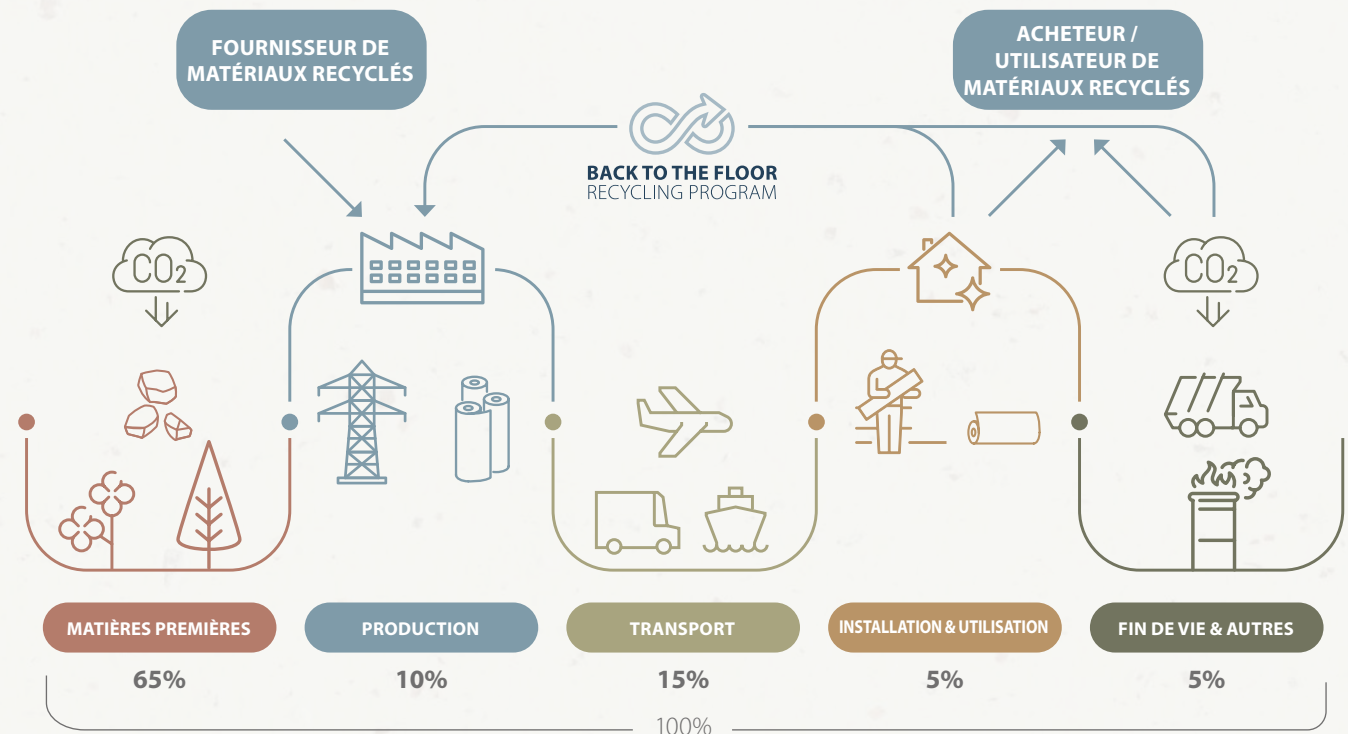 FOURNISSEUR DE
MATÉRIAUX RECYCLÉS
ACHETEUR /
UTILISATEUR DE
MATÉRIAUX RECYCLÉS
BACK TO THE FLOOR
RECYCLING PROGRAM
CO2
CO2
MATIÈRES PREMIÈRES
PRODUCTION
TRANSPORT
INSTALLATION & UTILISATION
FIN DE VIE & AUTRES
65%
10%
15%
5%
5%
100%